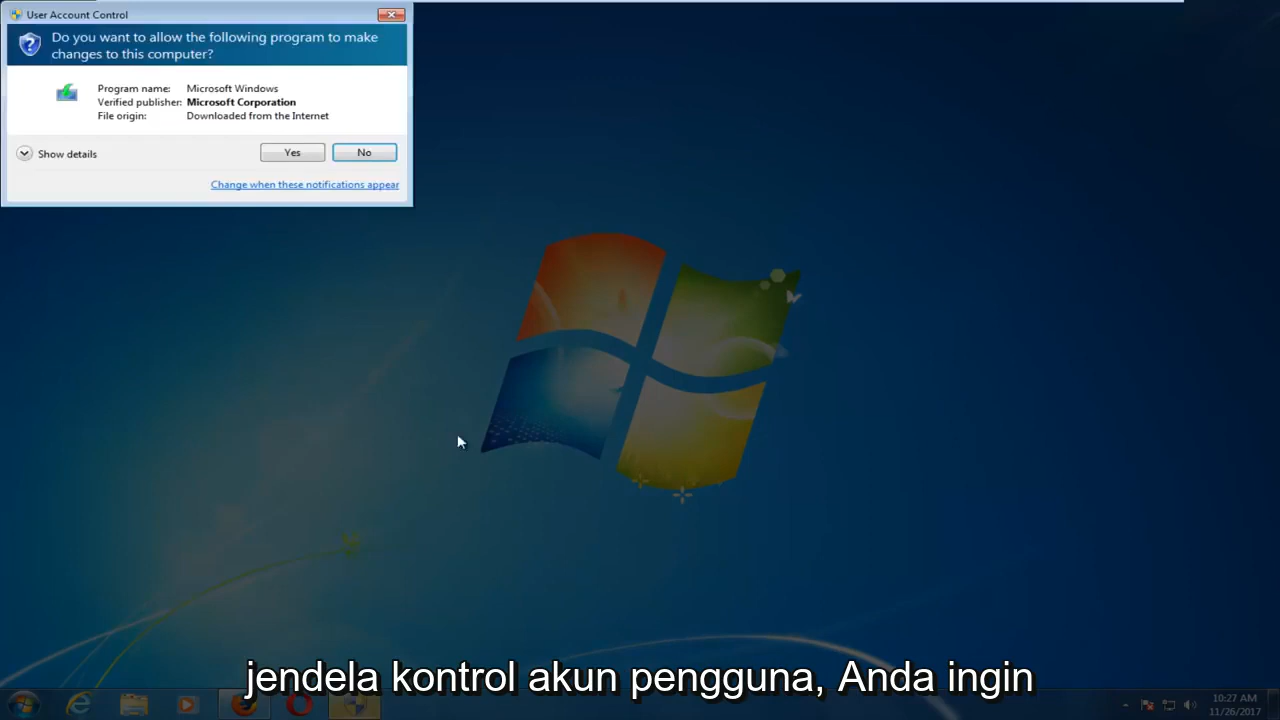 User Account Control
Do you want to allow the following program to make
changes to this computer?
Program name: Microsoft Windows
Verified publisher: Microsoft Corporation
File origin: Downloaded from the Internet
Show details
Yes
No
Change when these notifications appear
jendela kontrol akun pengguna, Anda ingin
10:27 AM
11/26/2017